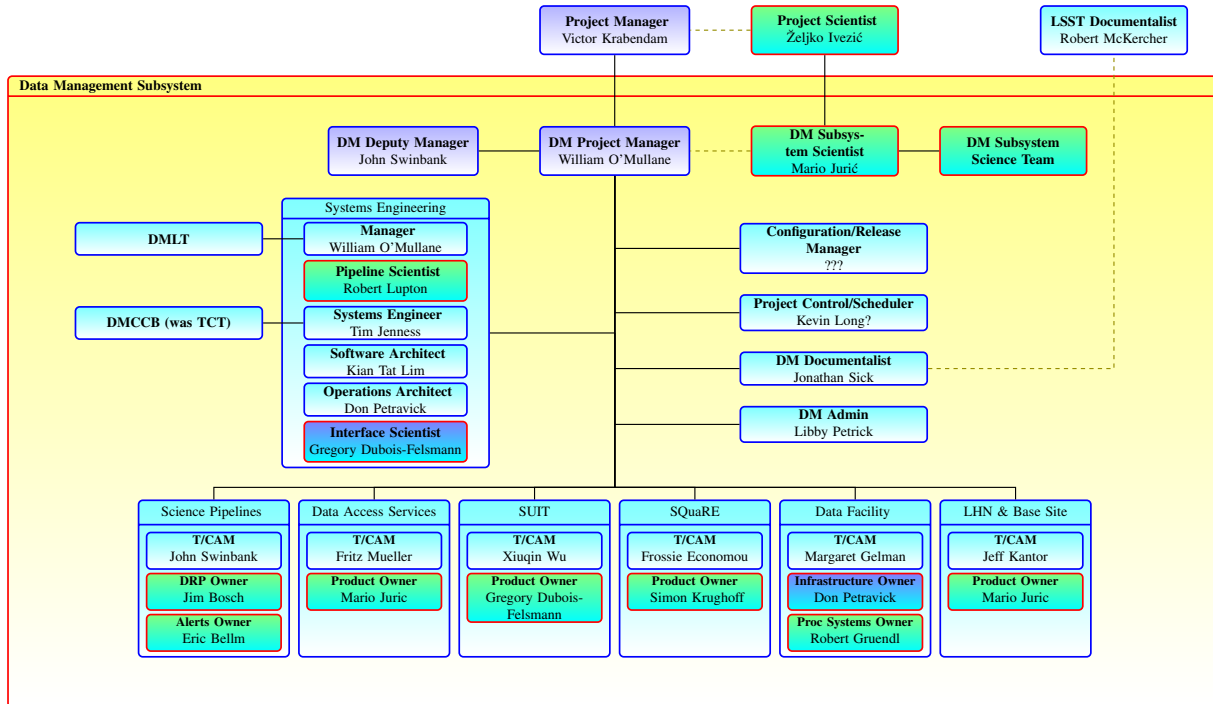 Project Manager
Victor Krabendam
Project Scientist
Željko Ivezić
LSST Documentalist
Robert McKercher
Data Management Subsystem
DM Deputy Manager
John Swinbank
DM Project Manager
William O'Mullane
DM Subsys-
tem Scientist
Mario Jurić
DM Subsystem
Science Team
Systems Engineering
DMLT
Manager
William O'Mullane
Pipeline Scientist
Robert Lupton
DMCCB (was TCT)
Systems Engineer
Tim Jenness
Software Architect
Kian Tat Lim
Operations Architect
Don Petravick
Interface Scientist
Gregory Dubois-Felsmann
Configuration/Release
Manager
???
Project Control/Scheduler
Kevin Long?
DM Documentalist
Jonathan Sick
DM Admin
Libby Petrick
Science Pipelines
T/CAM
John Swinbank
DRP Owner
Jim Bosch
Alerts Owner
Eric Bellm
Data Access Services
T/CAM
Fritz Mueller
Product Owner
Mario Juric
SUIT
T/CAM
Xiuqin Wu
Product Owner
Gregory Dubois-
Felsmann
SQuaRE
T/CAM
Frossie Economou
Product Owner
Simon Krughoff
Data Facility
T/CAM
Margaret Gelman
Infrastructure Owner
Don Petravick
Proc Systems Owner
Robert Gruendl
LHN & Base Site
T/CAM
Jeff Kantor
Product Owner
Mario Juric